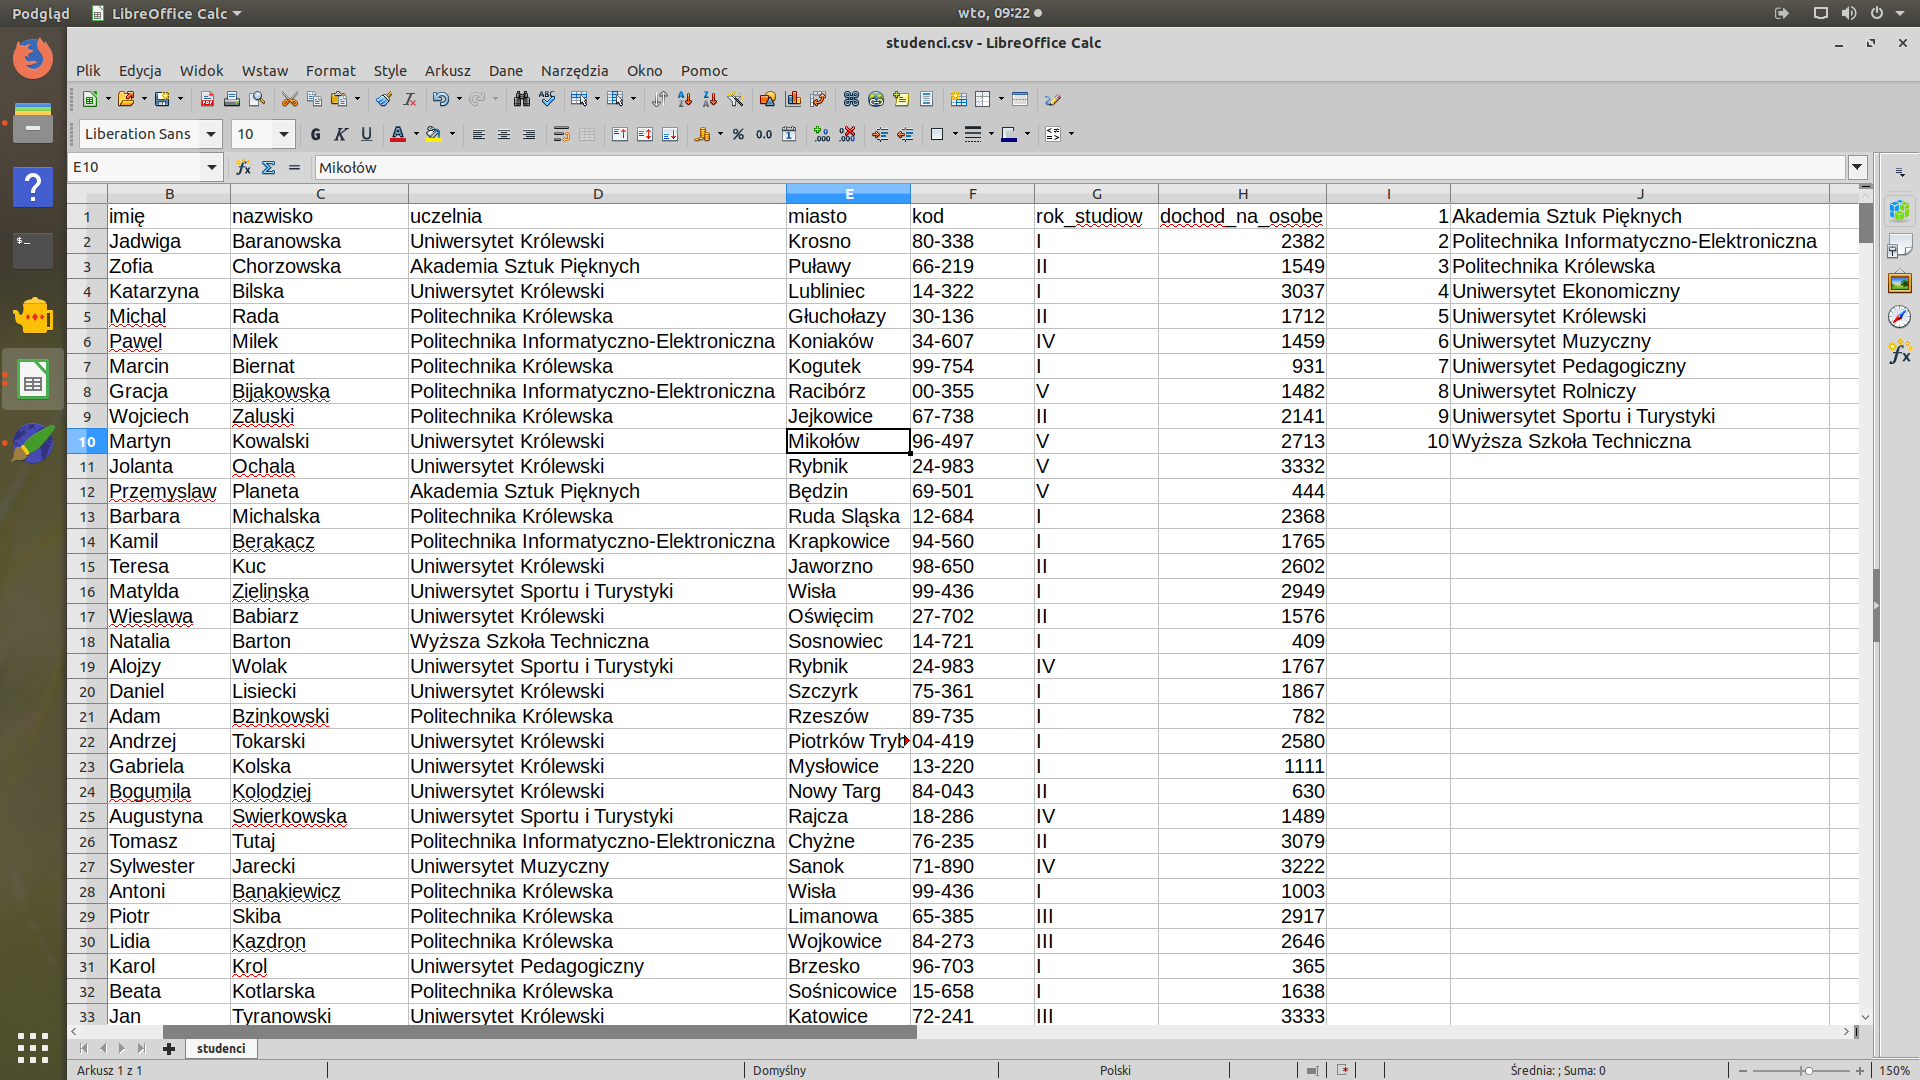 Podgląd LibreOffice Calc wto, 09:22
studenci.csv - LibreOffice Calc
Plik Edycja Widok Wstaw Format Style Arkusz Dane Narzędzia Okno Pomoc
Liberation Sans 10 G K U
E10 Mikołów
B C D E F G H I J
1 imię nazwisko uczelnia miasto kod rok_studiow dochod_na_osobe 1 Akademia Sztuk Pięknych
2 Jadwiga Baranowska Uniwersytet Królewski Krosno 80-338 I 2382 2 Politechnika Informatyczno-Elektroniczna
3 Zofia Chorzowska Akademia Sztuk Pięknych Puławy 66-219 II 1549 3 Politechnika Królewska
4 Katarzyna Bilska Uniwersytet Królewski Lubliniec 14-322 I 3037 4 Uniwersytet Ekonomiczny
5 Michal Rada Politechnika Królewska Głuchołazy 30-136 II 1712 5 Uniwersytet Królewski
6 Pawel Milek Politechnika Informatyczno-Elektroniczna Koniaków 34-607 IV 1459 6 Uniwersytet Muzyczny
7 Marcin Biernat Politechnika Królewska Kogutek 99-754 I 931 7 Uniwersytet Pedagogiczny
8 Gracja Bijakowska Politechnika Informatyczno-Elektroniczna Racibórz 00-355 V 1482 8 Uniwersytet Rolniczy
9 Wojciech Zaluski Politechnika Królewska Jejkowice 67-738 II 2141 9 Uniwersytet Sportu i Turystyki
10 Martyn Kowalski Uniwersytet Królewski Mikołów 96-497 V 2713 10 Wyższa Szkoła Techniczna
11 Jolanta Ochala Uniwersytet Królewski Rybnik 24-983 V 3332
12 Przemyslaw Planeta Akademia Sztuk Pięknych Będzin 69-501 V 444
13 Barbara Michalska Politechnika Królewska Ruda Sląska 12-684 I 2368
14 Kamil Berakacz Politechnika Informatyczno-Elektroniczna Krapkowice 94-560 I 1765
15 Teresa Kuc Uniwersytet Królewski Jaworzno 98-650 II 2602
16 Matylda Zielinska Uniwersytet Sportu i Turystyki Wisła 99-436 I 2949
17 Wieslawa Babiarz Uniwersytet Królewski Oświęcim 27-702 II 1576
18 Natalia Barton Wyższa Szkoła Techniczna Sosnowiec 14-721 I 409
19 Alojzy Wolak Uniwersytet Sportu i Turystyki Rybnik 24-983 IV 1767
20 Daniel Lisiecki Uniwersytet Królewski Szczyrk 75-361 I 1867
21 Adam Bzinkowski Politechnika Królewska Rzeszów 89-735 I 782
22 Andrzej Tokarski Uniwersytet Królewski Piotrków Tryb 04-419 I 2580
23 Gabriela Kolska Uniwersytet Królewski Mysłowice 13-220 I 1111
24 Bogumila Kolodziej Uniwersytet Królewski Nowy Targ 84-043 II 630
25 Augustyna Swierkowska Uniwersytet Sportu i Turystyki Rajcza 18-286 IV 1489
26 Tomasz Tutaj Politechnika Informatyczno-Elektroniczna Chyżne 76-235 II 3079
27 Sylwester Jarecki Uniwersytet Muzyczny Sanok 71-890 IV 3222
28 Antoni Banakiewicz Politechnika Królewska Wisła 99-436 I 1003
29 Piotr Skiba Politechnika Królewska Limanowa 65-385 III 2917
30 Lidia Kazdron Politechnika Królewska Wojkowice 84-273 III 2646
31 Karol Krol Uniwersytet Pedagogiczny Brzesko 96-703 I 365
32 Beata Kotlarska Politechnika Królewska Sośnicowice 15-658 I 1638
33 Jan Tyranowski Uniwersytet Królewski Katowice 72-241 III 3333
studenci
Arkusz 1 z 1 Domyślny Polski Średnia: ; Suma: 0 150%